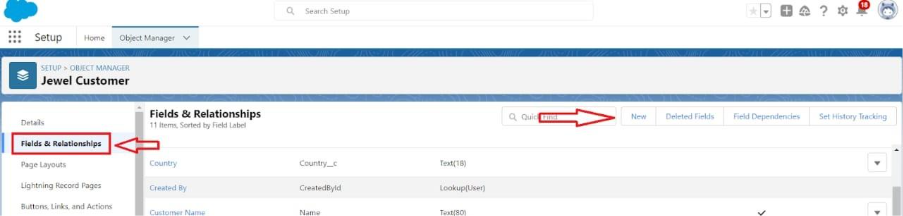 Search Setup
18
Setup Home Object Manager
SETUP > OBJECT MANAGER
Jewel Customer
Details
Fields & Relationships
Page Layouts
Lightning Record Pages
Buttons, Links, and Actions
Fields & Relationships
11 Items, Sorted by Field Label
Quick Find
New Deleted Fields Field Dependencies Set History Tracking
Country Country__c Text(18)
Created By CreatedById Lookup(User)
Customer Name Name Text(80)